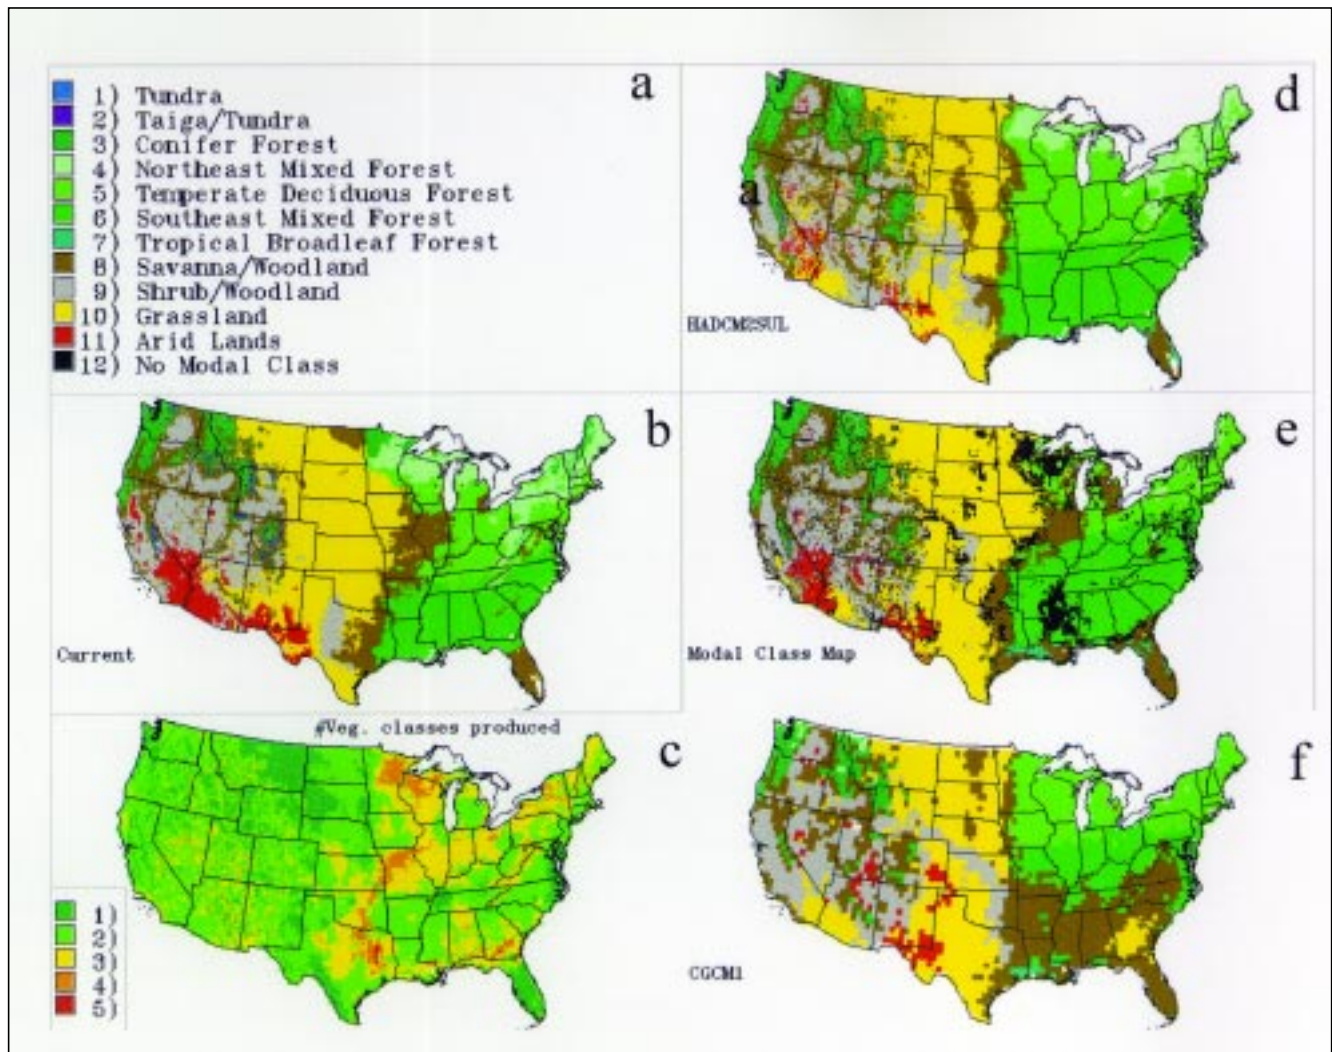 a
1) Tundra
2) Taiga/Tundra
3) Conifer Forest
4) Northeast Mixed Forest
5) Temperate Deciduous Forest
6) Southeast Mixed Forest
7) Tropical Broadleaf Forest
8) Savanna/Woodland
9) Shrub/Woodland
10) Grassland
11) Arid Lands
12) No Modal Class
d
a
HADCM2SUL
b
Current
e
Modal Class Map
#Veg. classes produced
c
1)
2)
3)
4)
5)
f
CGCM1